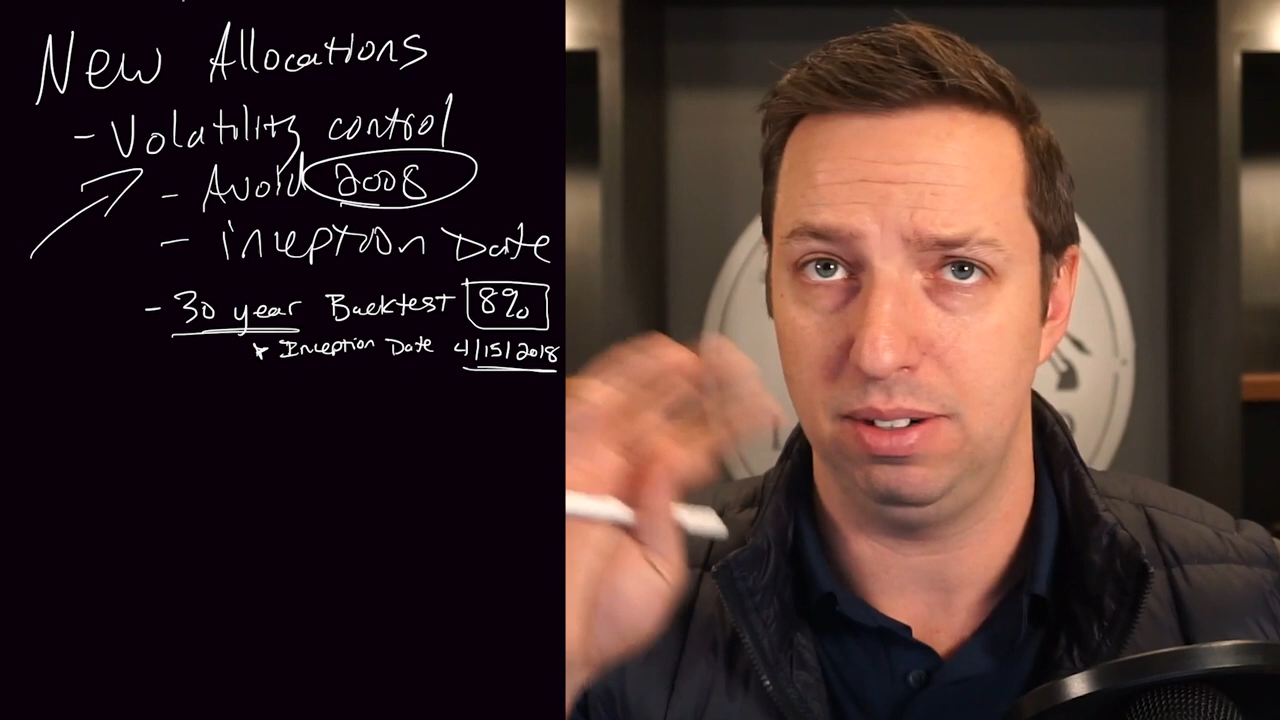 New Allocations
- Volatility control
- Avoid 2008
- inception Date
- 30 year Backtest 8%
* Inception Date 4/15/2018